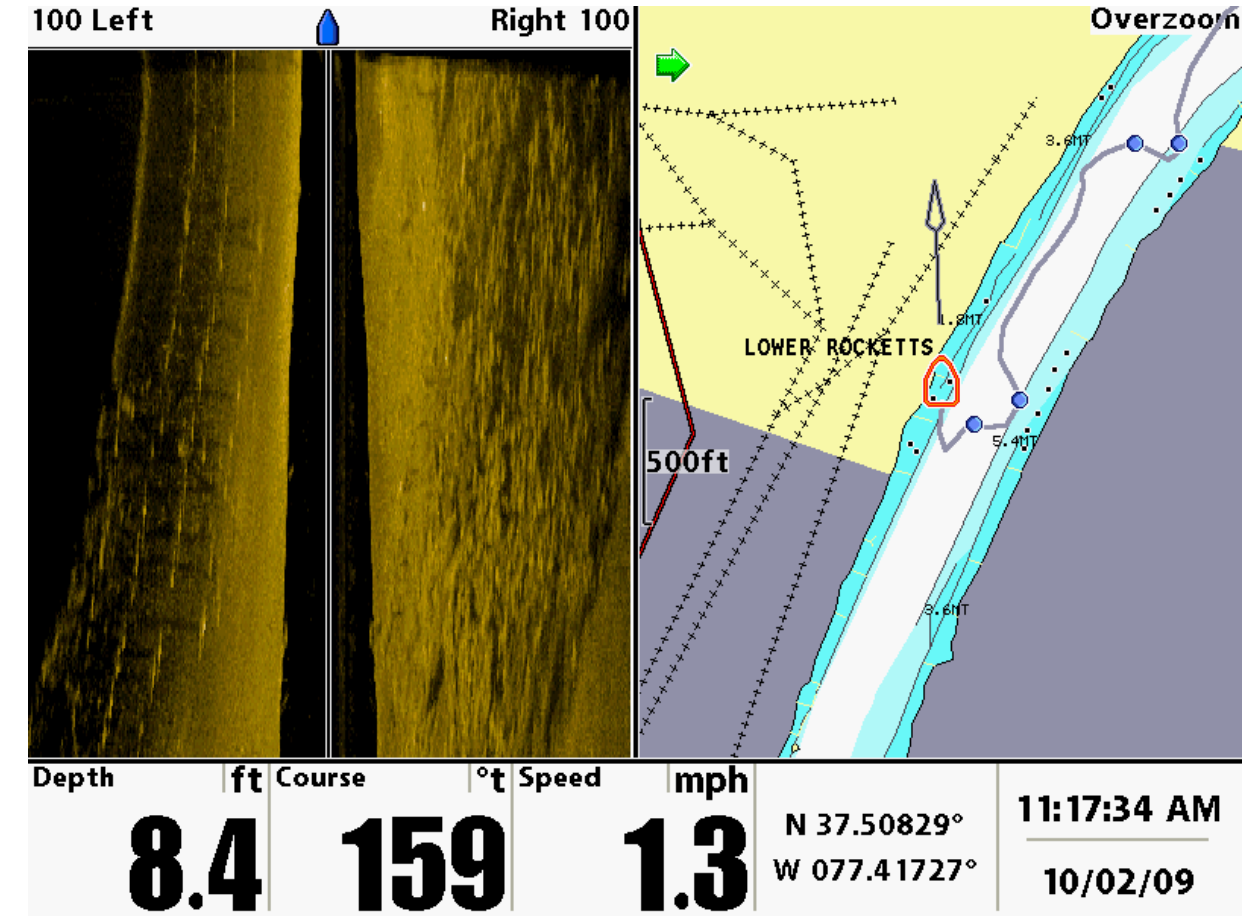 100 Left
Right 100
Overzoom
3.6MT
1.8MT
LOWER ROCKETTS
5.4MT
500ft
3.6MT
Depth ft
8.4
Course °t
159
Speed mph
1.3
N 37.50829°
W 077.41727°
11:17:34 AM
10/02/09